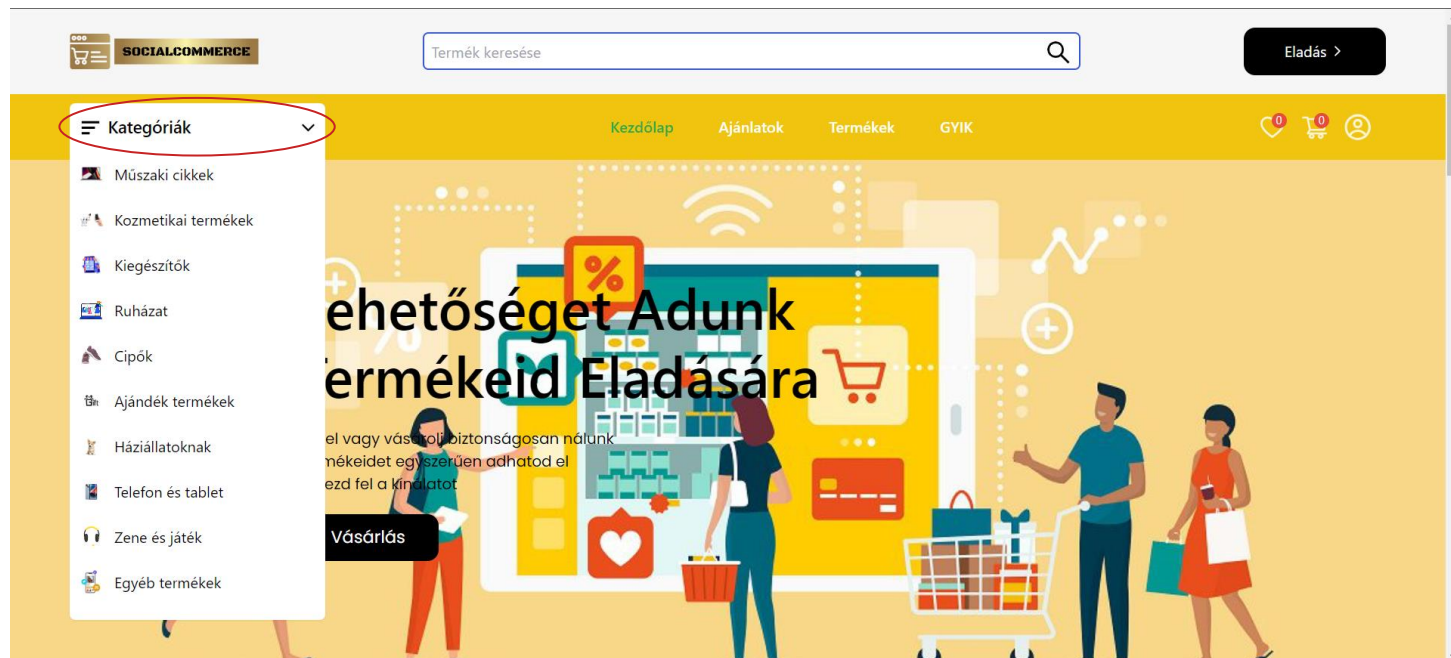 SOCIALCOMMERCE
Termék keresése
Eladás
Kategóriák
Kezdőlap
Ajánlatok
Termékek
GYIK
0
0
Műszaki cikkek
Kozmetikai termékek
Kiegészítők
Ruházat
Cipők
Ajándék termékek
Háziállatoknak
Telefon és tablet
Zene és játék
Egyéb termékek
ehetőséget Adunk
ermékeid Eladására
el vagy vásárolj biztonságosan nálunk
mékeidet egyszerűen adhatod el
ezd fel a kínálatot
Vásárlás
%
%